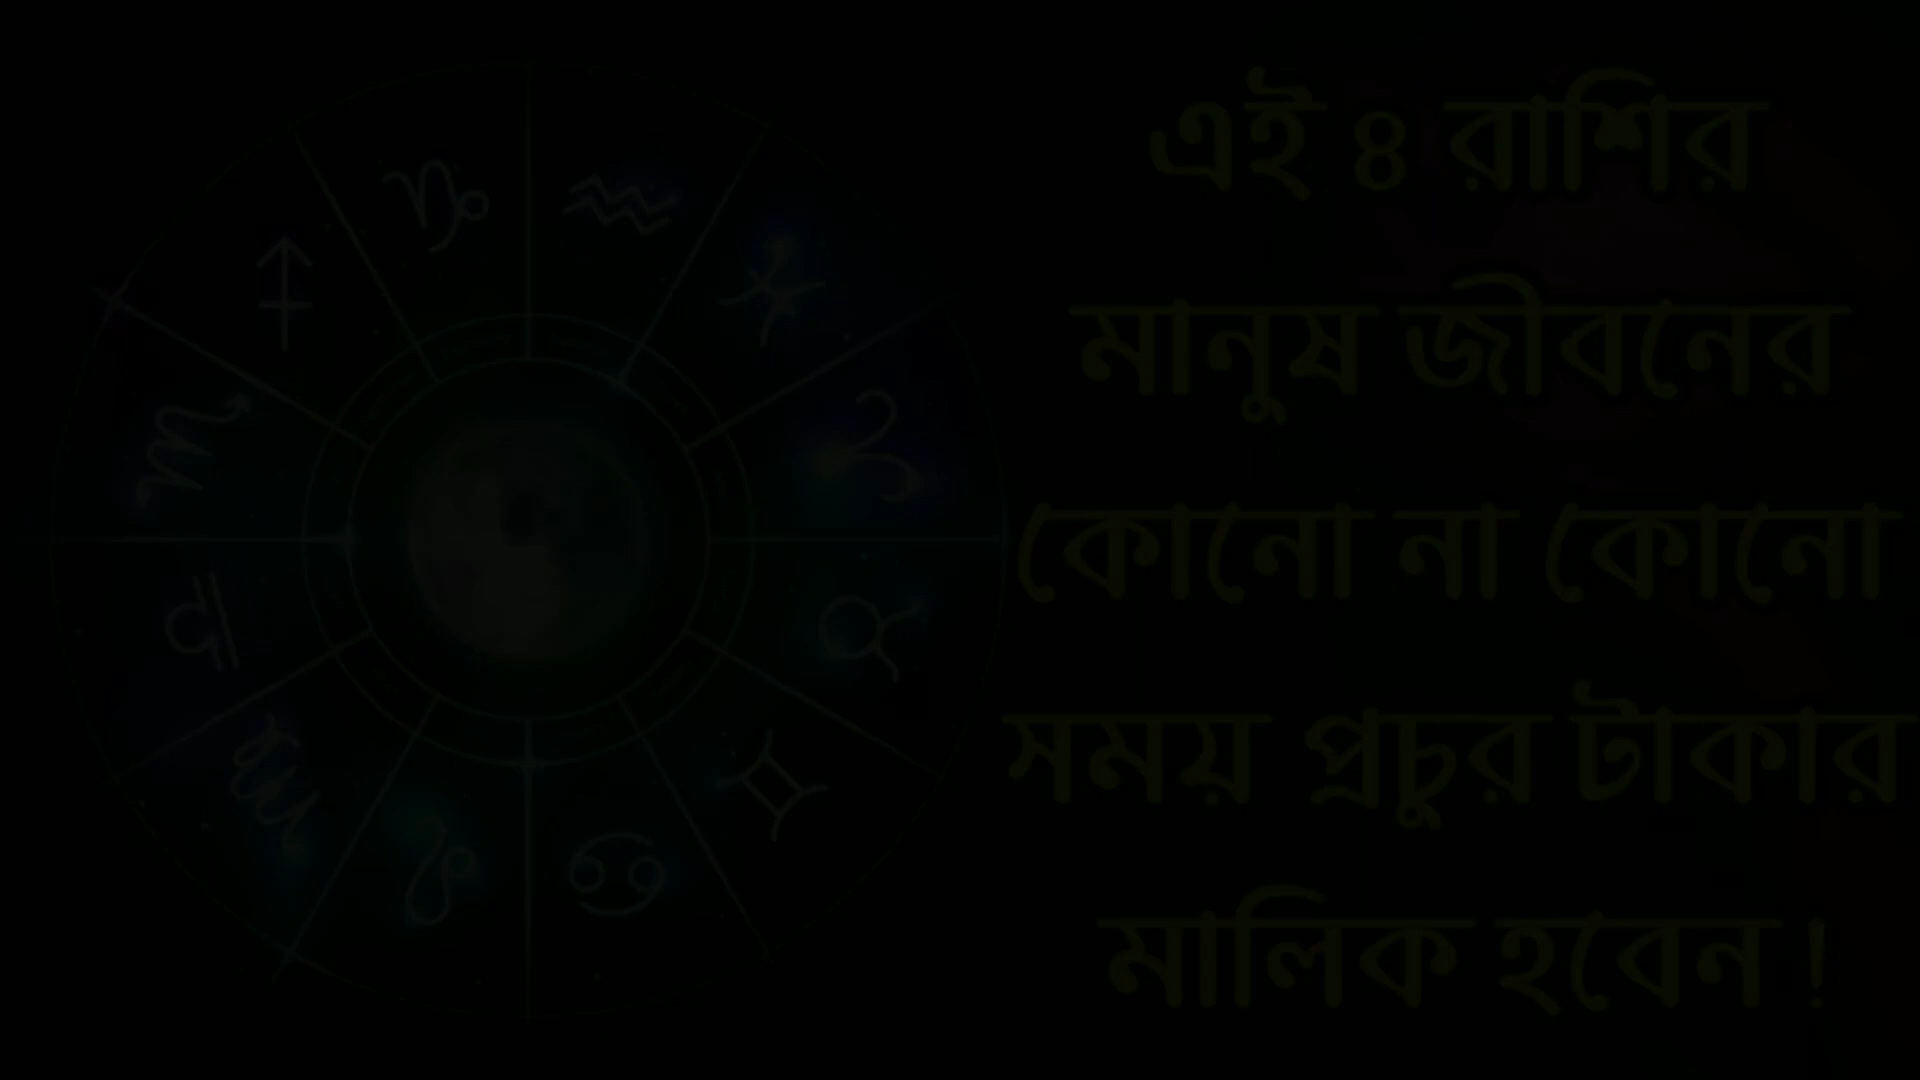 এই ৪ রাশির
মানুষ জীবনের
কোনো না কোনো
সময় প্রচুর টাকার
মালিক হবেন !